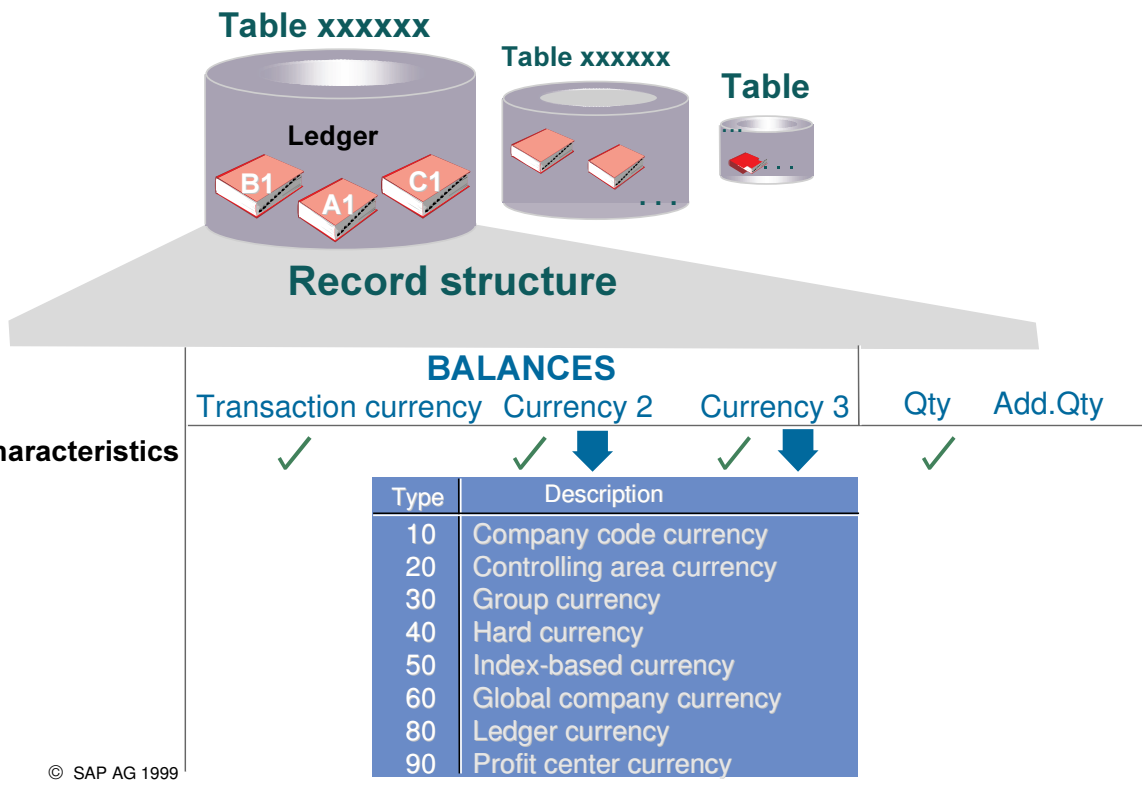 Table xxxxxx
Table xxxxxx
Table
Ledger
...
B1
A1
C1
...
...
Record structure
BALANCES
Transaction currency Currency 2 Currency 3 Qty Add.Qty
haracteristics
Type Description
10 Company code currency
20 Controlling area currency
30 Group currency
40 Hard currency
50 Index-based currency
60 Global company currency
80 Ledger currency
90 Profit center currency
© SAP AG 1999